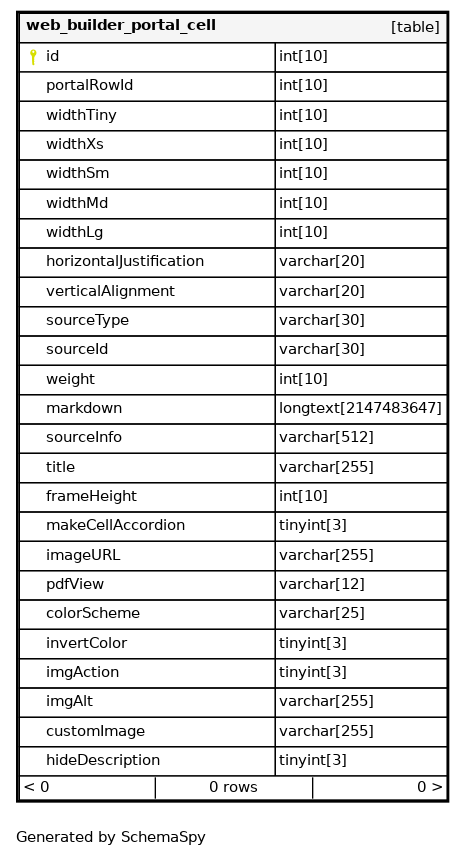 web_builder_portal_cell [table]
id int[10]
portalRowId int[10]
widthTiny int[10]
widthXs int[10]
widthSm int[10]
widthMd int[10]
widthLg int[10]
horizontalJustification varchar[20]
verticalAlignment varchar[20]
sourceType varchar[30]
sourceId varchar[30]
weight int[10]
markdown longtext[2147483647]
sourceInfo varchar[512]
title varchar[255]
frameHeight int[10]
makeCellAccordion tinyint[3]
imageURL varchar[255]
pdfView varchar[12]
colorScheme varchar[25]
invertColor tinyint[3]
imgAction tinyint[3]
imgAlt varchar[255]
customImage varchar[255]
hideDescription tinyint[3]
< 0 0 rows 0 >
Generated by SchemaSpy